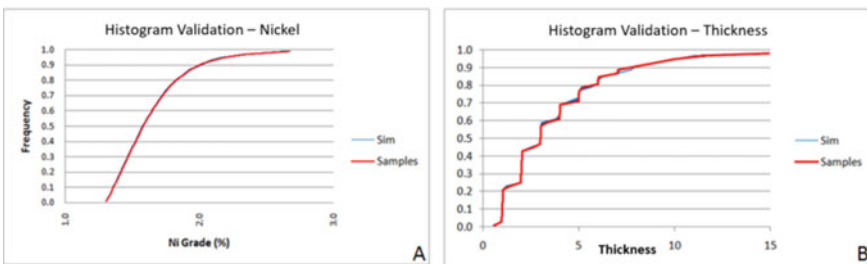 Histogram Validation – Nickel
1.0
0.9
0.8
0.7
0.6
0.5
0.4
0.3
0.2
0.1
0.0
Frequency
1.0 2.0 3.0
Ni Grade (%)
Sim
Samples
A
Histogram Validation – Thickness
1.0
0.9
0.8
0.7
0.6
0.5
0.4
0.3
0.2
0.1
0.0
0 5 10 15
Thickness
Sim
Samples
B